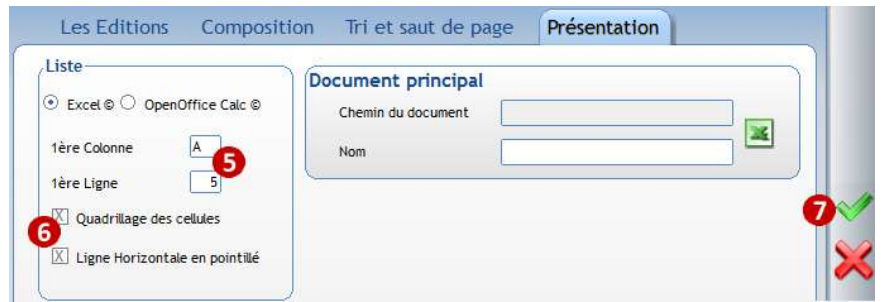 Les Editions Composition Tri et saut de page Présentation
Liste
Excel © OpenOffice Calc ©
1ère Colonne A
5
1ère Ligne 5
6
X Quadrillage des cellules
X Ligne Horizontale en pointillé
Document principal
Chemin du document
Nom
7